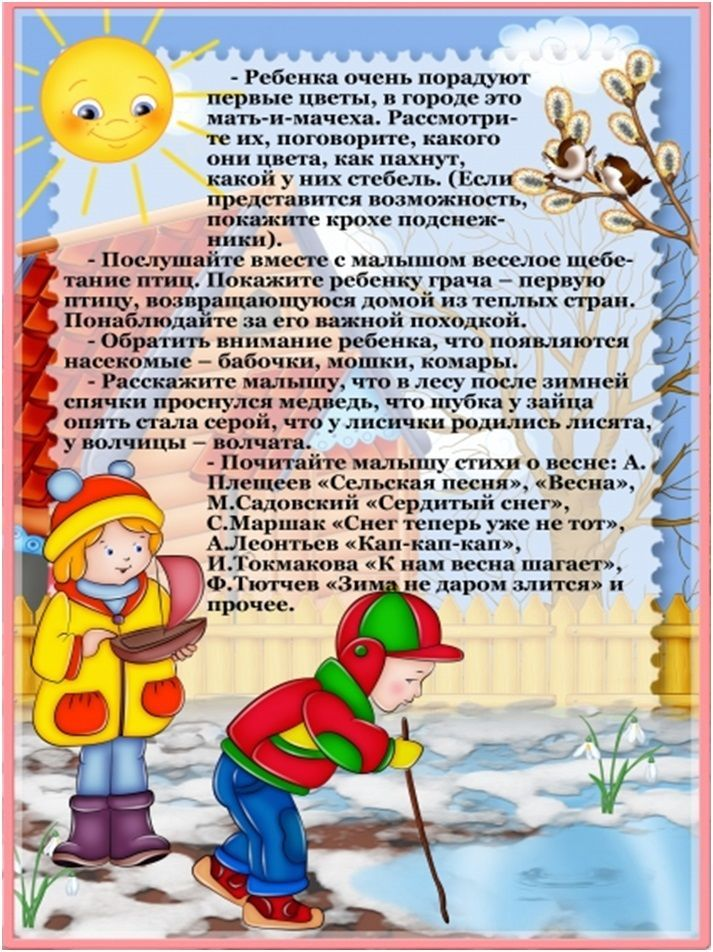 - Ребенка очень порадуют
первые цветы, в городе это
мать-и-мачеха. Рассмотри-
те их, поговорите, какого
они цвета, как пахнут,
какой у них стебель. (Если
представится возможность,
покажите крохе подснеж-
ники).
- Послушайте вместе с малышом веселое щебе-
тание птиц. Покажите ребенку грача – первую
птицу, возвращающуюся домой из теплых стран.
Понаблюдайте за его важной походкой.
- Обратить внимание ребенка, что появляются
насекомые – бабочки, мошки, комары.
- Расскажите малышу, что в лесу после зимней
спячки проснулся медведь, что шубка у зайца
опять стала серой, что у лисички родились лисята,
у волчицы – волчата.
- Почитайте малышу стихи о весне: А.
Плещеев «Сельская песня», «Весна»,
М.Садовский «Сердитый снег»,
С.Маршак «Снег теперь уже не тот»,
А.Леонтьев «Кап-кап-кап»,
И.Токмакова «К нам весна шагает»,
Ф.Тютчев «Зима не даром злится» и
прочее.